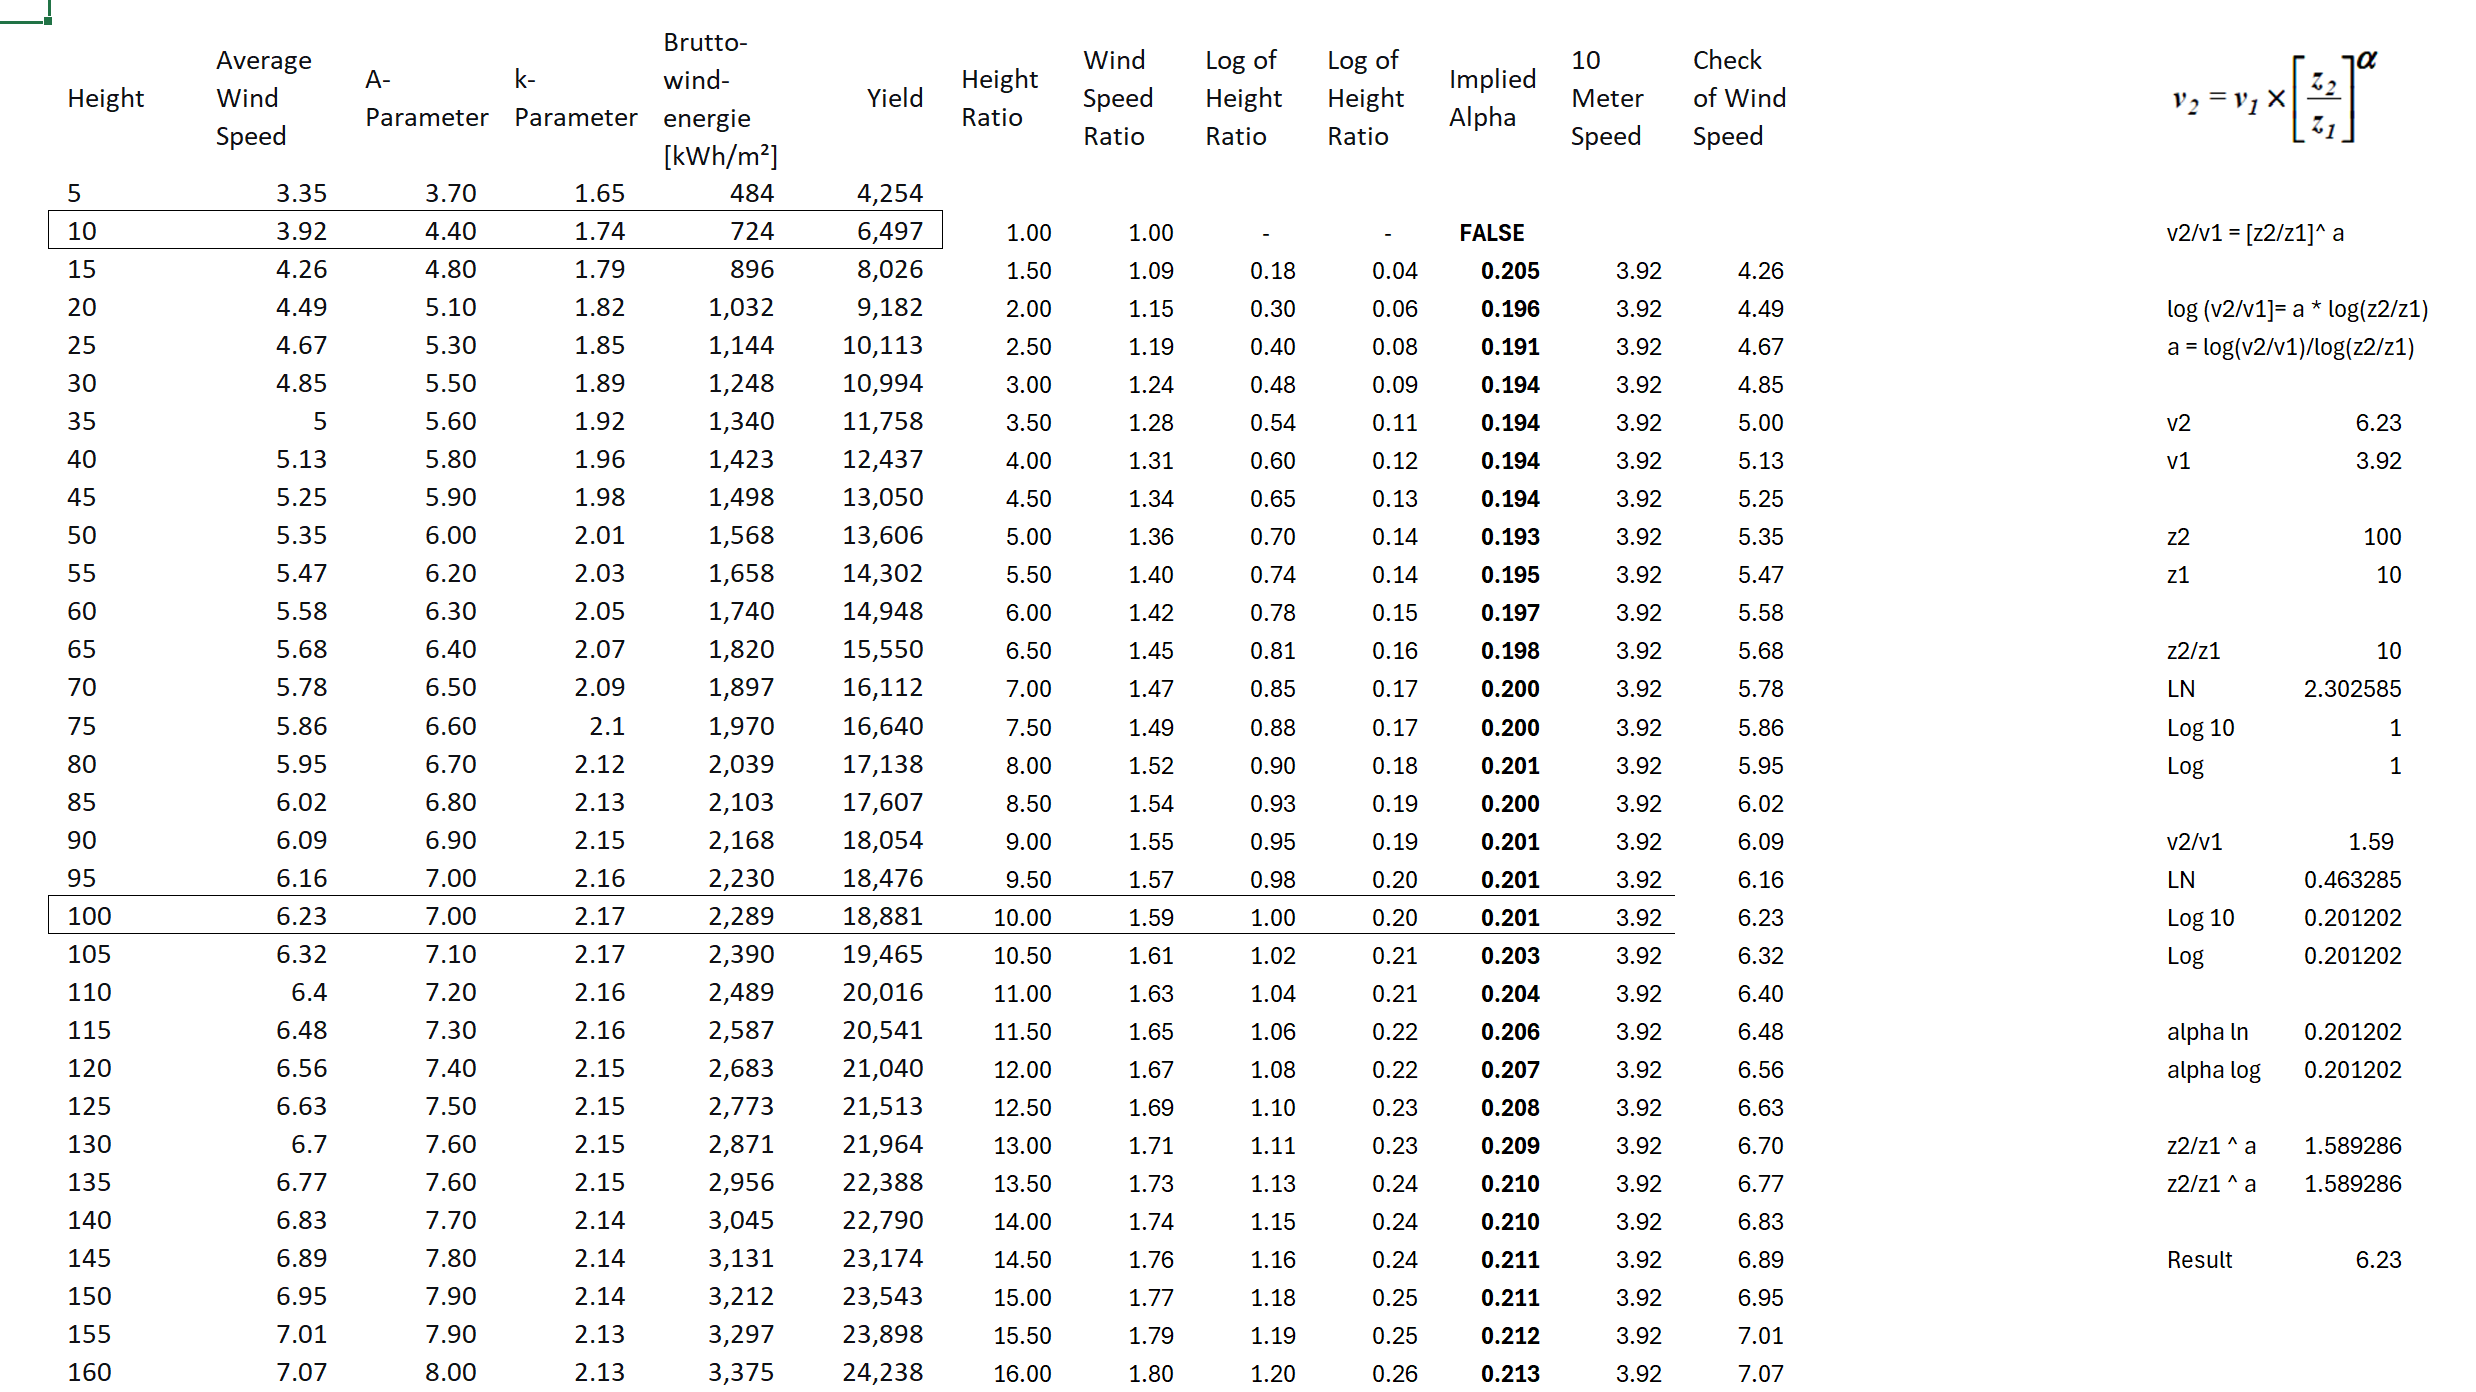 Height Average Wind Speed A-Parameter k-Parameter Brutto-wind-energie [kWh/m²] Yield Height Ratio Wind Speed Ratio Log of Height Ratio Log of Height Ratio Implied Alpha 10 Meter Speed Check of Wind Speed v₂ = v₁ × [z₂/z₁]^α
5 3.35 3.70 1.65 484 4,254
10 3.92 4.40 1.74 724 6,497 1.00 1.00 - - FALSE v2/v1 = [z2/z1]^ a
15 4.26 4.80 1.79 896 8,026 1.50 1.09 0.18 0.04 0.205 3.92 4.26
20 4.49 5.10 1.82 1,032 9,182 2.00 1.15 0.30 0.06 0.196 3.92 4.49 log (v2/v1]= a * log(z2/z1)
25 4.67 5.30 1.85 1,144 10,113 2.50 1.19 0.40 0.08 0.191 3.92 4.67 a = log(v2/v1)/log(z2/z1)
30 4.85 5.50 1.89 1,248 10,994 3.00 1.24 0.48 0.09 0.194 3.92 4.85
35 5 5.60 1.92 1,340 11,758 3.50 1.28 0.54 0.11 0.194 3.92 5.00 v2 6.23
40 5.13 5.80 1.96 1,423 12,437 4.00 1.31 0.60 0.12 0.194 3.92 5.13 v1 3.92
45 5.25 5.90 1.98 1,498 13,050 4.50 1.34 0.65 0.13 0.194 3.92 5.25
50 5.35 6.00 2.01 1,568 13,606 5.00 1.36 0.70 0.14 0.193 3.92 5.35 z2 100
55 5.47 6.20 2.03 1,658 14,302 5.50 1.40 0.74 0.14 0.195 3.92 5.47 z1 10
60 5.58 6.30 2.05 1,740 14,948 6.00 1.42 0.78 0.15 0.197 3.92 5.58
65 5.68 6.40 2.07 1,820 15,550 6.50 1.45 0.81 0.16 0.198 3.92 5.68 z2/z1 10
70 5.78 6.50 2.09 1,897 16,112 7.00 1.47 0.85 0.17 0.200 3.92 5.78 LN 2.302585
75 5.86 6.60 2.1 1,970 16,640 7.50 1.49 0.88 0.17 0.200 3.92 5.86 Log 10 1
80 5.95 6.70 2.12 2,039 17,138 8.00 1.52 0.90 0.18 0.201 3.92 5.95 Log 1
85 6.02 6.80 2.13 2,103 17,607 8.50 1.54 0.93 0.19 0.200 3.92 6.02
90 6.09 6.90 2.15 2,168 18,054 9.00 1.55 0.95 0.19 0.201 3.92 6.09 v2/v1 1.59
95 6.16 7.00 2.16 2,230 18,476 9.50 1.57 0.98 0.20 0.201 3.92 6.16 LN 0.463285
100 6.23 7.00 2.17 2,289 18,881 10.00 1.59 1.00 0.20 0.201 3.92 6.23 Log 10 0.201202
105 6.32 7.10 2.17 2,390 19,465 10.50 1.61 1.02 0.21 0.203 3.92 6.32 Log 0.201202
110 6.4 7.20 2.16 2,489 20,016 11.00 1.63 1.04 0.21 0.204 3.92 6.40
115 6.48 7.30 2.16 2,587 20,541 11.50 1.65 1.06 0.22 0.206 3.92 6.48 alpha ln 0.201202
120 6.56 7.40 2.15 2,683 21,040 12.00 1.67 1.08 0.22 0.207 3.92 6.56 alpha log 0.201202
125 6.63 7.50 2.15 2,773 21,513 12.50 1.69 1.10 0.23 0.208 3.92 6.63
130 6.7 7.60 2.15 2,871 21,964 13.00 1.71 1.11 0.23 0.209 3.92 6.70 z2/z1 ^ a 1.589286
135 6.77 7.60 2.15 2,956 22,388 13.50 1.73 1.13 0.24 0.210 3.92 6.77 z2/z1 ^ a 1.589286
140 6.83 7.70 2.14 3,045 22,790 14.00 1.74 1.15 0.24 0.210 3.92 6.83
145 6.89 7.80 2.14 3,131 23,174 14.50 1.76 1.16 0.24 0.211 3.92 6.89 Result 6.23
150 6.95 7.90 2.14 3,212 23,543 15.00 1.77 1.18 0.25 0.211 3.92 6.95
155 7.01 7.90 2.13 3,297 23,898 15.50 1.79 1.19 0.25 0.212 3.92 7.01
160 7.07 8.00 2.13 3,375 24,238 16.00 1.80 1.20 0.26 0.213 3.92 7.07